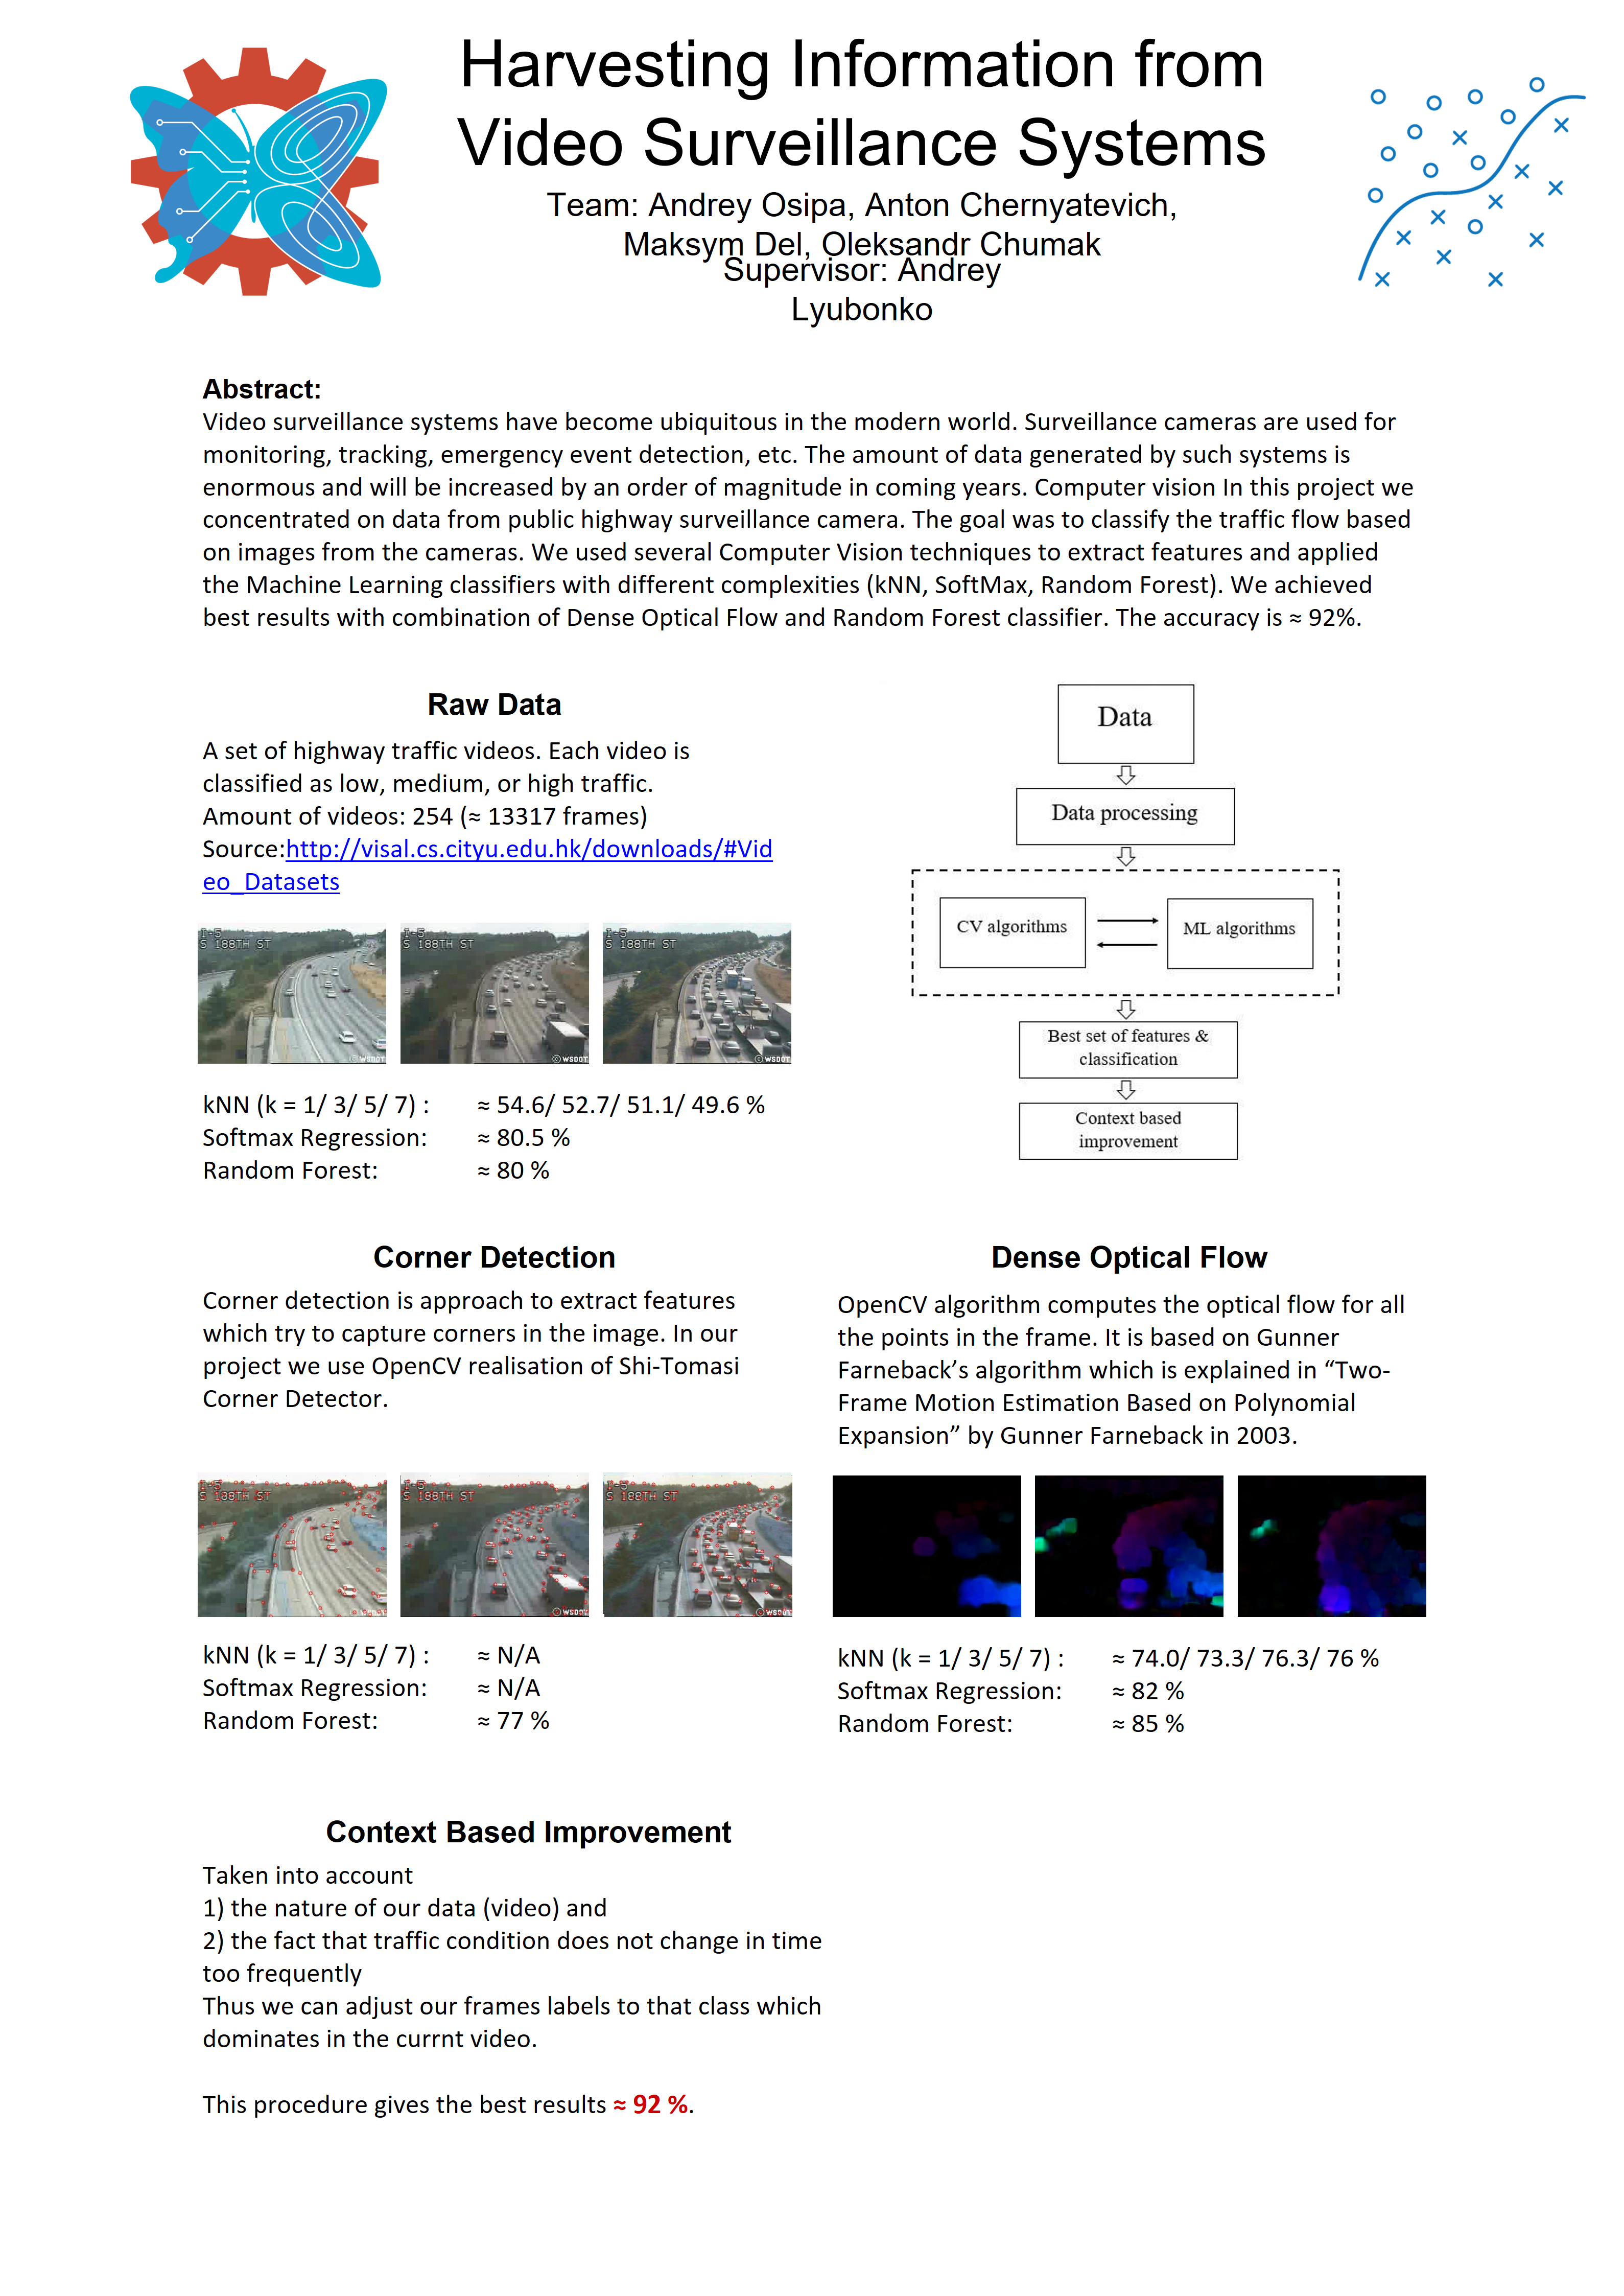 Harvesting Information from
Video Surveillance Systems
Team: Andrey Osipa, Anton Chernyatevich,
Maksym Del, Oleksandr Chumak
Supervisor: Andrey
Lyubonko
Abstract:
Video surveillance systems have become ubiquitous in the modern world. Surveillance cameras are used for
monitoring, tracking, emergency event detection, etc. The amount of data generated by such systems is
enormous and will be increased by an order of magnitude in coming years. Computer vision In this project we
concentrated on data from public highway surveillance camera. The goal was to classify the traffic flow based
on images from the cameras. We used several Computer Vision techniques to extract features and applied
the Machine Learning classifiers with different complexities (kNN, SoftMax, Random Forest). We achieved
best results with combination of Dense Optical Flow and Random Forest classifier. The accuracy is ≈ 92%.
Raw Data
A set of highway traffic videos. Each video is
classified as low, medium, or high traffic.
Amount of videos: 254 (≈ 13317 frames)
Source:http://visal.cs.cityu.edu.hk/downloads/#Vid
eo_Datasets
I-5
S 188TH ST
© WSDOT
I-5
S 188TH ST
© WSDOT
I-5
S 188TH ST
© WSDOT
kNN (k = 1/ 3/ 5/ 7) : ≈ 54.6/ 52.7/ 51.1/ 49.6 %
Softmax Regression: ≈ 80.5 %
Random Forest: ≈ 80 %
Data
Data processing
CV algorithms
ML algorithms
Best set of features &
classification
Context based
improvement
Corner Detection
Corner detection is approach to extract features
which try to capture corners in the image. In our
project we use OpenCV realisation of Shi-Tomasi
Corner Detector.
I-5
S 188TH ST
© WSDOT
I-5
S 188TH ST
© WSDOT
I-5
S 188TH ST
© WSDOT
kNN (k = 1/ 3/ 5/ 7) : ≈ N/A
Softmax Regression: ≈ N/A
Random Forest: ≈ 77 %
Dense Optical Flow
OpenCV algorithm computes the optical flow for all
the points in the frame. It is based on Gunner
Farneback’s algorithm which is explained in “Two-
Frame Motion Estimation Based on Polynomial
Expansion” by Gunner Farneback in 2003.
kNN (k = 1/ 3/ 5/ 7) : ≈ 74.0/ 73.3/ 76.3/ 76 %
Softmax Regression: ≈ 82 %
Random Forest: ≈ 85 %
Context Based Improvement
Taken into account
1) the nature of our data (video) and
2) the fact that traffic condition does not change in time
too frequently
Thus we can adjust our frames labels to that class which
dominates in the currnt video.
This procedure gives the best results ≈ 92 %.